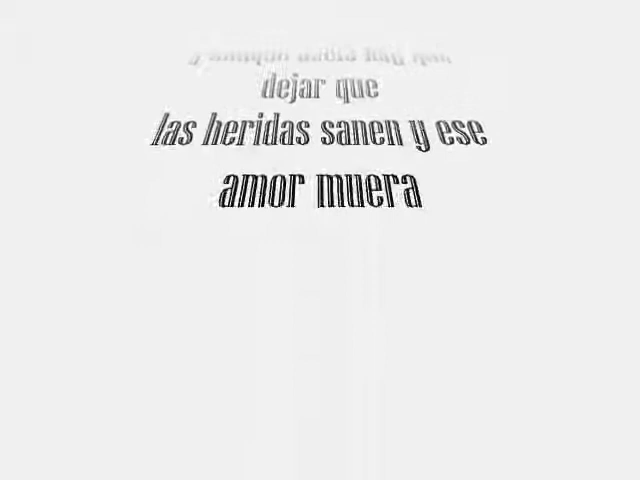 dejar que
las heridas sanen y ese
amor muera